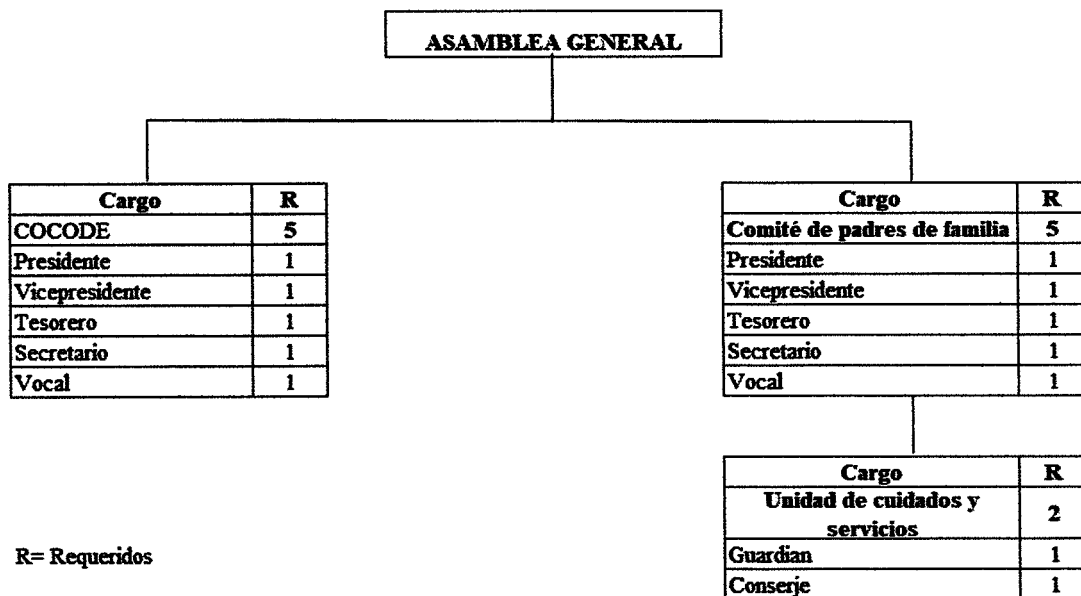 ASAMBLEA GENERAL
Cargo R
COCODE 5
Presidente 1
Vicepresidente 1
Tesorero 1
Secretario 1
Vocal 1
Cargo R
Comité de padres de familia 5
Presidente 1
Vicepresidente 1
Tesorero 1
Secretario 1
Vocal 1
Cargo R
Unidad de cuidados y
servicios 2
Guardian 1
Conserje 1
R= Requeridos